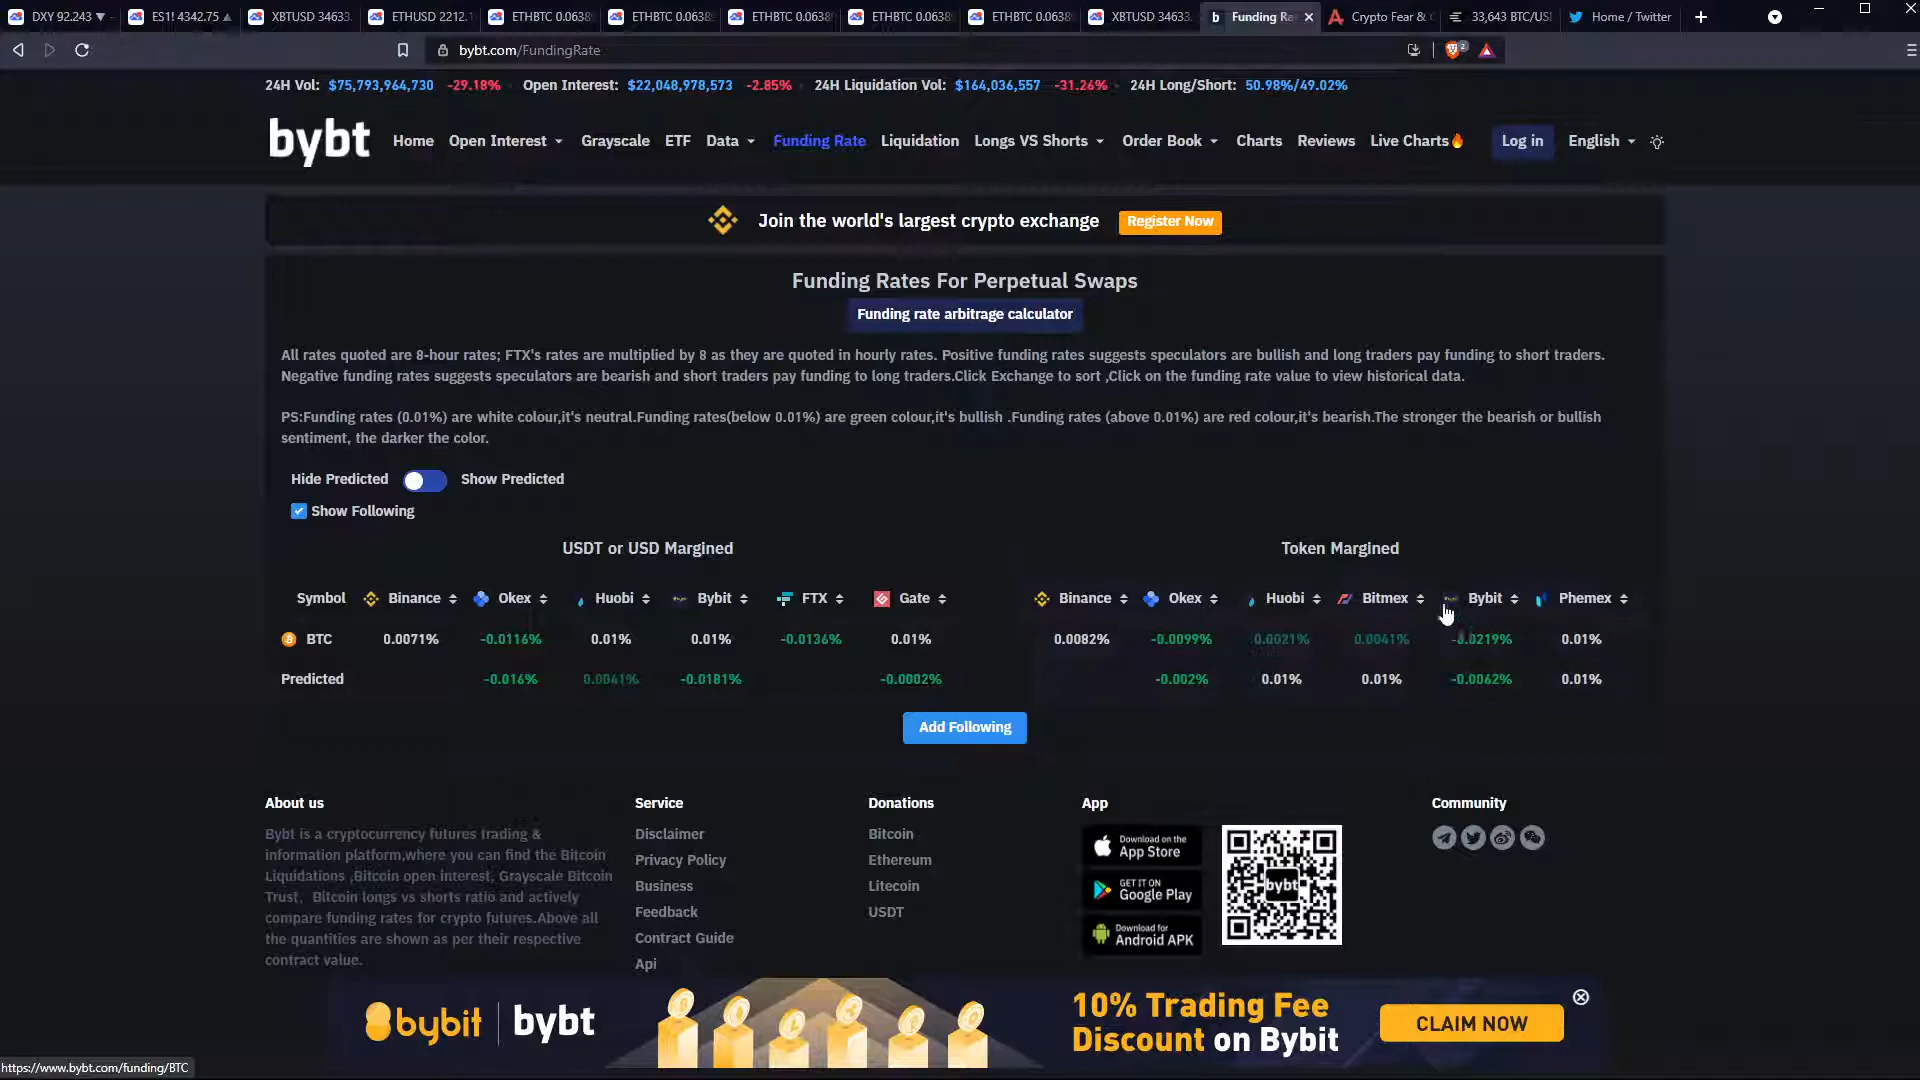 DXY 92.243
ES1! 4342.75
XBTUSD 34633.
ETHUSD 2212.1
ETHBTC 0.0638
ETHBTC 0.0638
ETHBTC 0.0638
ETHBTC 0.0638
ETHBTC 0.0638
XBTUSD 34633.
Funding Ra
Crypto Fear &
33,643 BTC/US
Home / Twitter
bybt.com/FundingRate
2
24H Vol: $75,793,964,730 -29.18% Open Interest: $22,048,978,573 -2.85% 24H Liquidation Vol: $164,036,557 -31.26% 24H Long/Short: 50.98%/49.02%
bybt Home Open Interest Grayscale ETF Data Funding Rate Liquidation Longs VS Shorts Order Book Charts Reviews Live Charts Log in English
Join the world's largest crypto exchange Register Now
Funding Rates For Perpetual Swaps
Funding rate arbitrage calculator
All rates quoted are 8-hour rates; FTX's rates are multiplied by 8 as they are quoted in hourly rates. Positive funding rates suggests speculators are bullish and long traders pay funding to short traders.
Negative funding rates suggests speculators are bearish and short traders pay funding to long traders.Click Exchange to sort ,Click on the funding rate value to view historical data.
PS:Funding rates (0.01%) are white colour,it's neutral.Funding rates(below 0.01%) are green colour,it's bullish .Funding rates (above 0.01%) are red colour,it's bearish.The stronger the bearish or bullish
sentiment, the darker the color.
Hide Predicted Show Predicted
Show Following
USDT or USD Margined Token Margined
Symbol Binance Okex Huobi Bybit FTX Gate Binance Okex Huobi Bitmex Bybit Phemex
BTC 0.0071% -0.0116% 0.01% 0.01% -0.0136% 0.01% 0.0082% -0.0099% 0.0021% 0.0041% -0.0219% 0.01%
Predicted -0.016% 0.0041% -0.0181% -0.0002% -0.002% 0.01% 0.01% -0.0062% 0.01%
Add Following
About us
Bybt is a cryptocurrency futures trading &
information platform,where you can find the Bitcoin
Liquidations ,Bitcoin open interest, Grayscale Bitcoin
Trust, Bitcoin longs vs shorts ratio and actively
compare funding rates for crypto futures.Above all
the quantities are shown as per their respective
contract value.
Service
Disclaimer
Privacy Policy
Business
Feedback
Contract Guide
Api
Donations
Bitcoin
Ethereum
Litecoin
USDT
App
Download on the
App Store
GET IT ON
Google Play
Download for
Android APK
bybt
Community
bybit | bybt
10% Trading Fee
Discount on Bybit
CLAIM NOW
https://www.bybt.com/funding/BTC